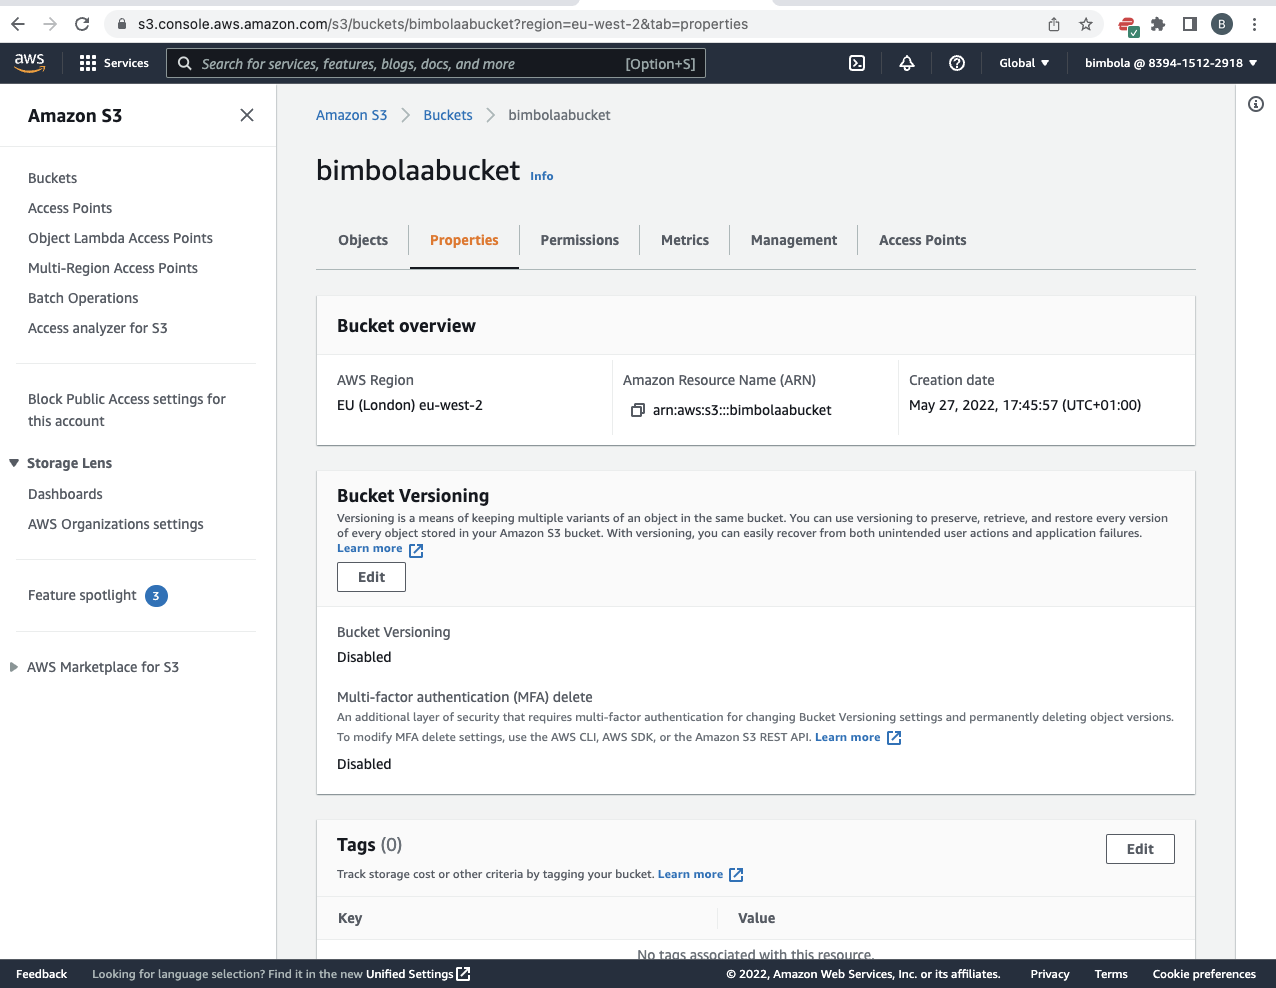 s3.console.aws.amazon.com/s3/buckets/bimbolaabucket?region=eu-west-2&tab=properties
B
aws
Services
Search for services, features, blogs, docs, and more
[Option+S]
Global
bimbola @ 8394-1512-2918
Amazon S3
Buckets
Access Points
Object Lambda Access Points
Multi-Region Access Points
Batch Operations
Access analyzer for S3
Block Public Access settings for
this account
Storage Lens
Dashboards
AWS Organizations settings
Feature spotlight 3
AWS Marketplace for S3
Amazon S3 Buckets bimbolaabucket
bimbolaabucket Info
Objects Properties Permissions Metrics Management Access Points
Bucket overview
AWS Region
EU (London) eu-west-2
Amazon Resource Name (ARN)
arn:aws:s3:::bimbolaabucket
Creation date
May 27, 2022, 17:45:57 (UTC+01:00)
Bucket Versioning
Versioning is a means of keeping multiple variants of an object in the same bucket. You can use versioning to preserve, retrieve, and restore every version
of every object stored in your Amazon S3 bucket. With versioning, you can easily recover from both unintended user actions and application failures.
Learn more
Edit
Bucket Versioning
Disabled
Multi-factor authentication (MFA) delete
An additional layer of security that requires multi-factor authentication for changing Bucket Versioning settings and permanently deleting object versions.
To modify MFA delete settings, use the AWS CLI, AWS SDK, or the Amazon S3 REST API. Learn more
Disabled
Tags (0)
Edit
Track storage cost or other criteria by tagging your bucket. Learn more
Key Value
No tags associated with this resource.
Feedback Looking for language selection? Find it in the new Unified Settings
© 2022, Amazon Web Services, Inc. or its affiliates. Privacy Terms Cookie preferences